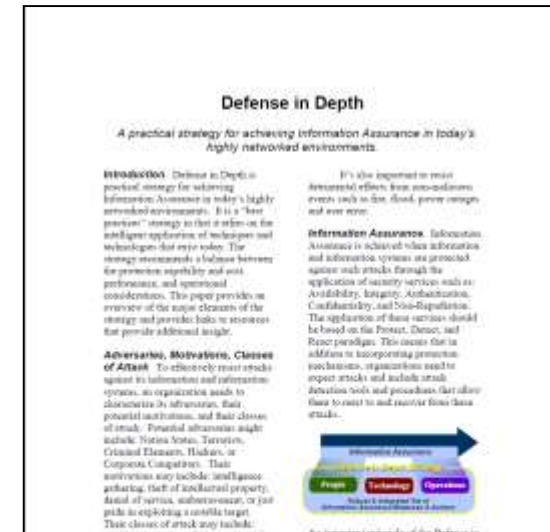 Defense in Depth
A practical strategy for achieving Information Assurance in today's
highly networked environments.
Introduction. Defense in Depth is
practical strategy for achieving
Information Assurance in today's highly
networked environments. It is a "best
practices" strategy in that it relies on the
intelligent application of techniques and
technologies that exist today. The
strategy recommends a balance between
the protection capability and cost,
performance, and operational
considerations. This paper provides an
overview of the major elements of the
strategy and provides links to resources
that provide additional insight.
Adversaries, Motivations, Classes
of Attack. To effectively resist attacks
against its information and information
systems, an organization needs to
characterize its adversaries, their
potential motivations, and their classes
of attack. Potential adversaries might
include: Nation States, Terrorists,
Criminal Elements, Hackers, or
Corporate Competitors. Their
motivations may include: intelligence
gathering, theft of intellectual property,
denial of service, embarrassment, or just
pride in exploiting a notable target.
Their classes of attack may include:
It's also important to resist
detrimental effects from non-malicious
events such as fire, flood, power outages
and user error.
Information Assurance. Information
Assurance is achieved when information
and information systems are protected
against such attacks through the
application of security services such as:
Availability, Integrity, Authentication,
Confidentiality, and Non-Repudiation.
The application of these services should
be based on the Protect, Detect, and
React paradigm. This means that in
addition to incorporating protection
mechanisms, organizations need to
expect attacks and include attack
detection tools and procedures that allow
them to react to and recover from these
attacks.
Information Assurance
People Technology Operations